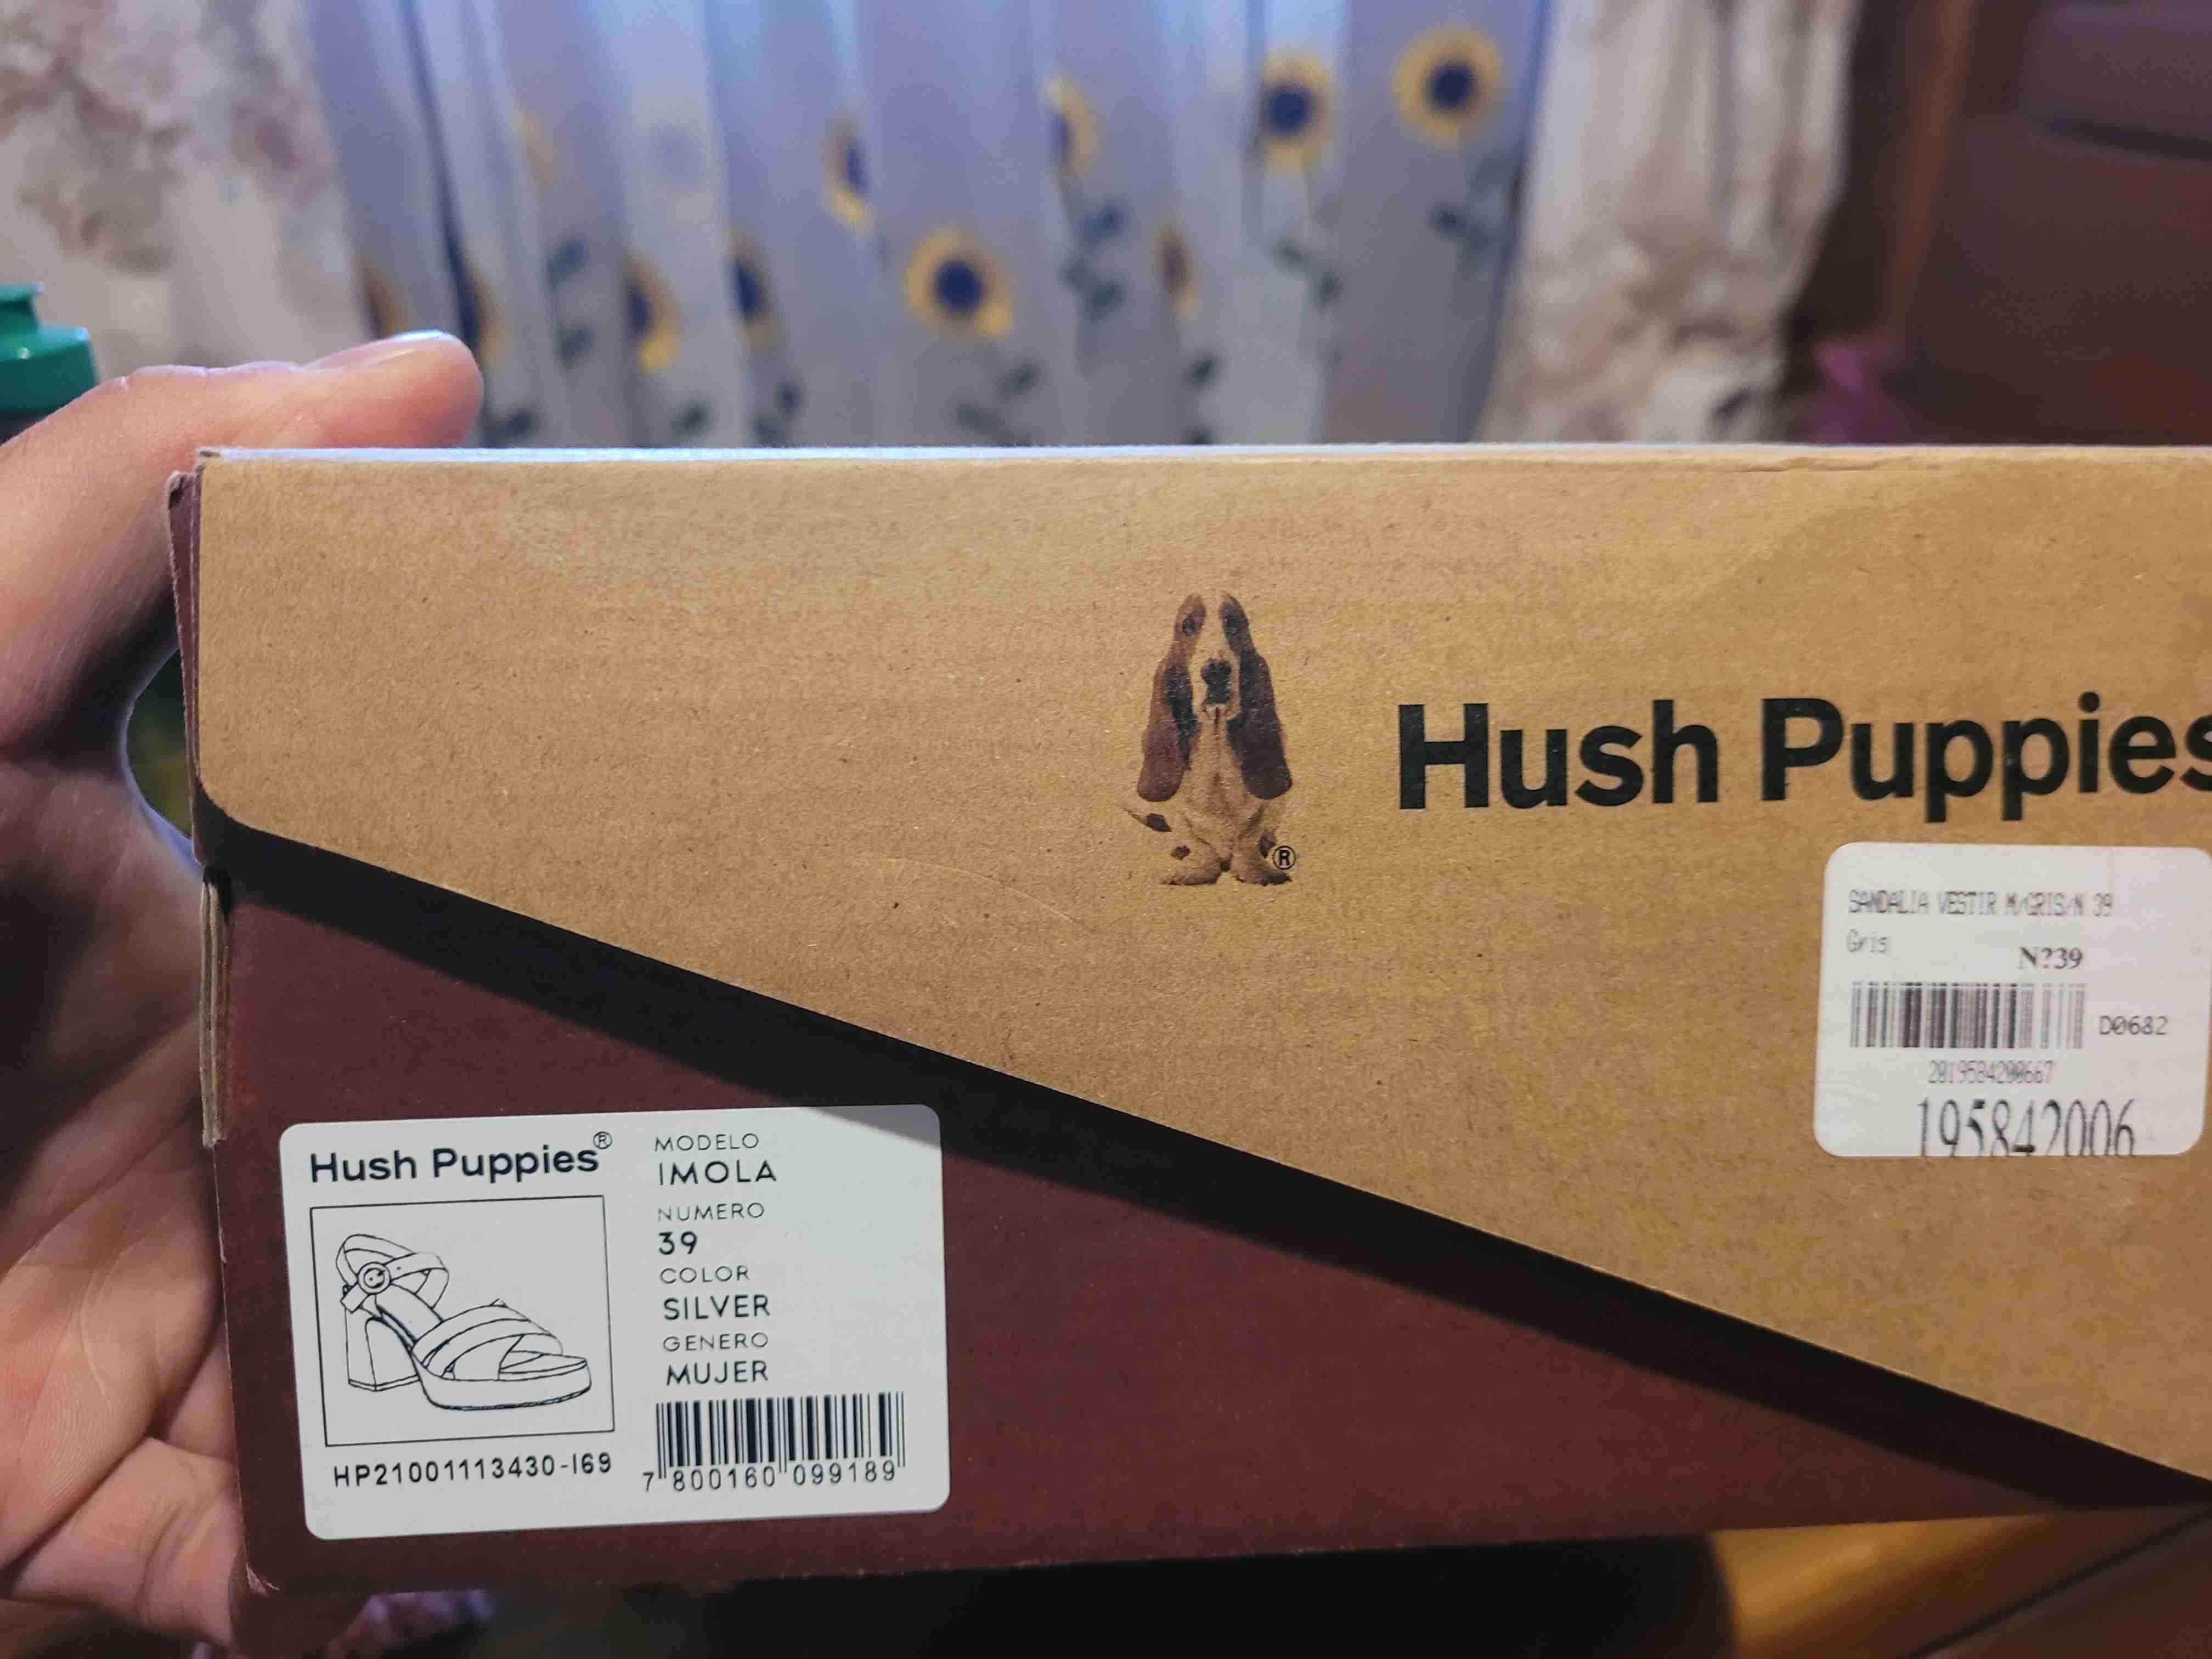 Hush Puppies
SANDALIA VESTIR M/GRIS/N 39
Gris
N?39
D0682
2019584200667
195842006
Hush Puppies®
MODELO
IMOLA
NUMERO
39
COLOR
SILVER
GENERO
MUJER
HP21001113430-I69
7 800160 099189
®